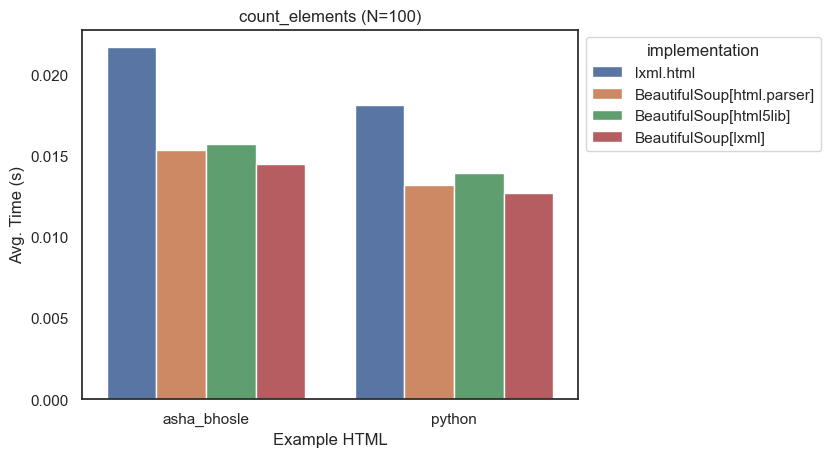 count_elements (N=100)
implementation
lxml.html
BeautifulSoup[html.parser]
BeautifulSoup[html5lib]
BeautifulSoup[lxml]
Avg. Time (s)
0.020
0.015
0.010
0.005
0.000
asha_bhosle
python
Example HTML